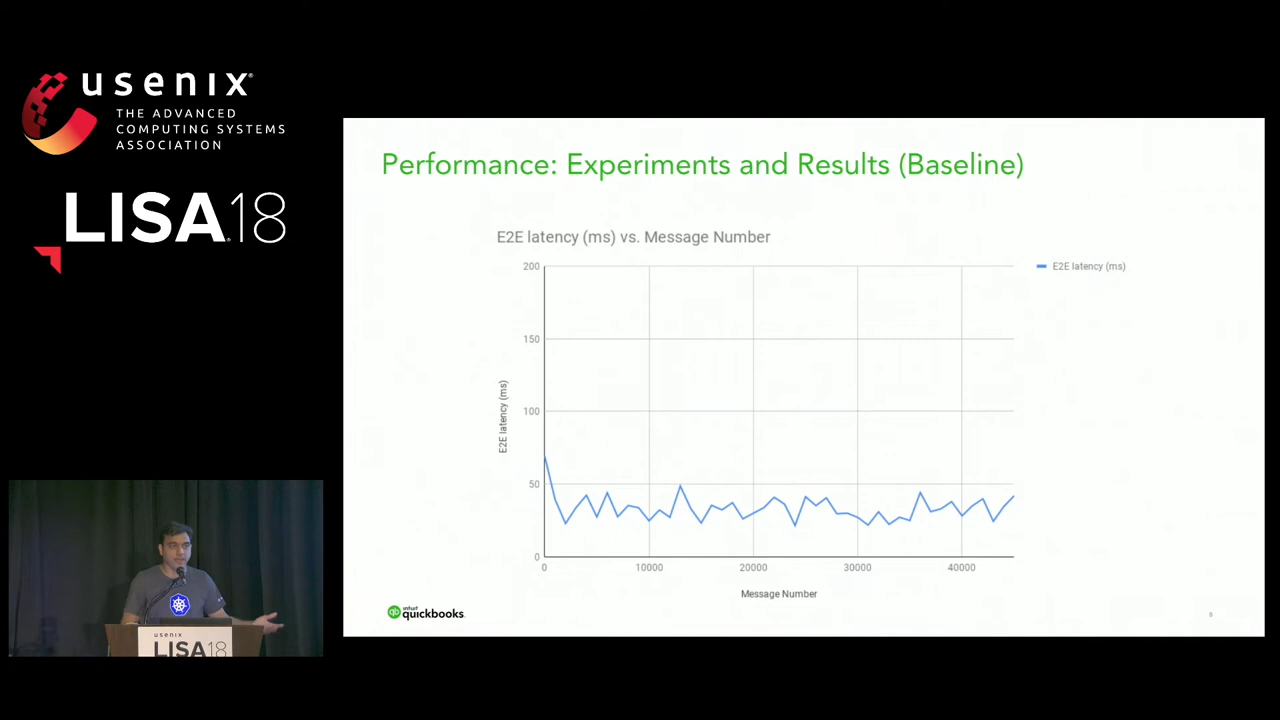 usenix
THE ADVANCED
COMPUTING SYSTEMS
ASSOCIATION
LISA18
Performance: Experiments and Results (Baseline)
E2E latency (ms) vs. Message Number
E2E latency (ms)
E2E latency (ms)
200
150
100
50
0
0 10000 20000 30000 40000
Message Number
qb intuit quickbooks.
usenix
LISA18